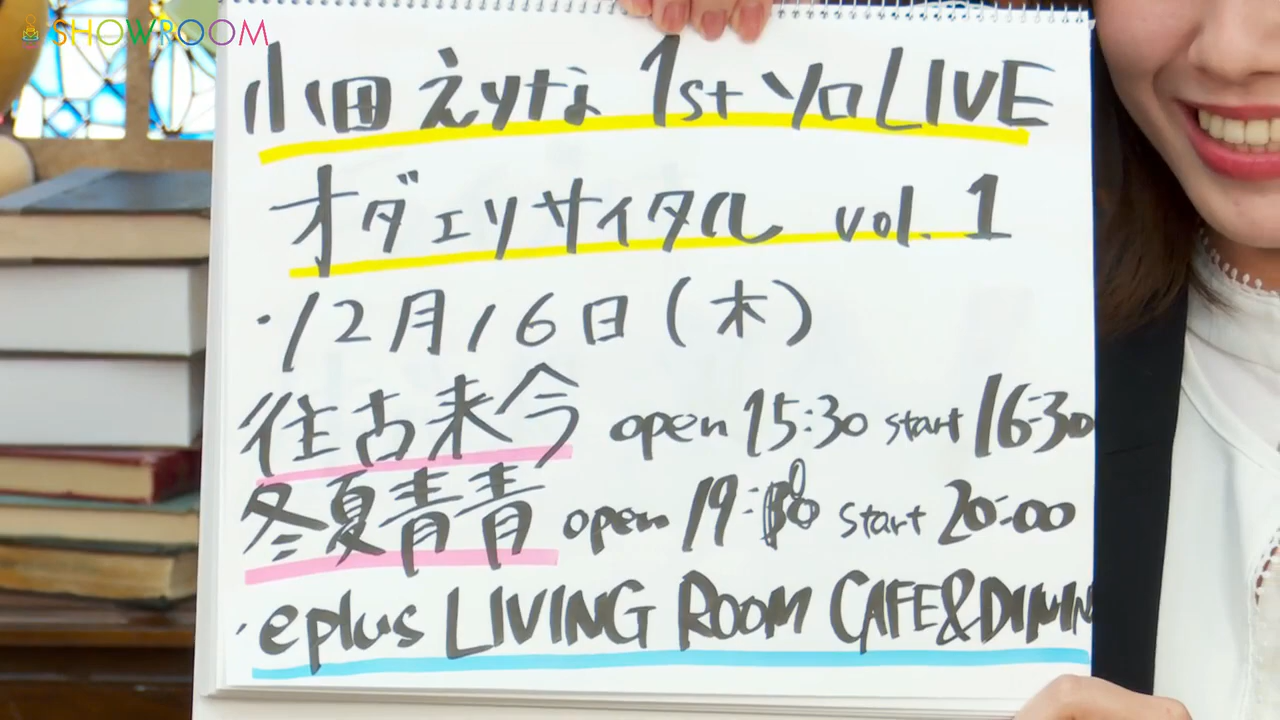 SHOWROOM
小田えりな 1st ソロLIVE
オダエリサイタル vol.1
・12月16日(木)
往古来今 open 15:30 start 16:30
冬夏青青 open start 20:00
・eplus LIVING ROOM CAFE&DININ